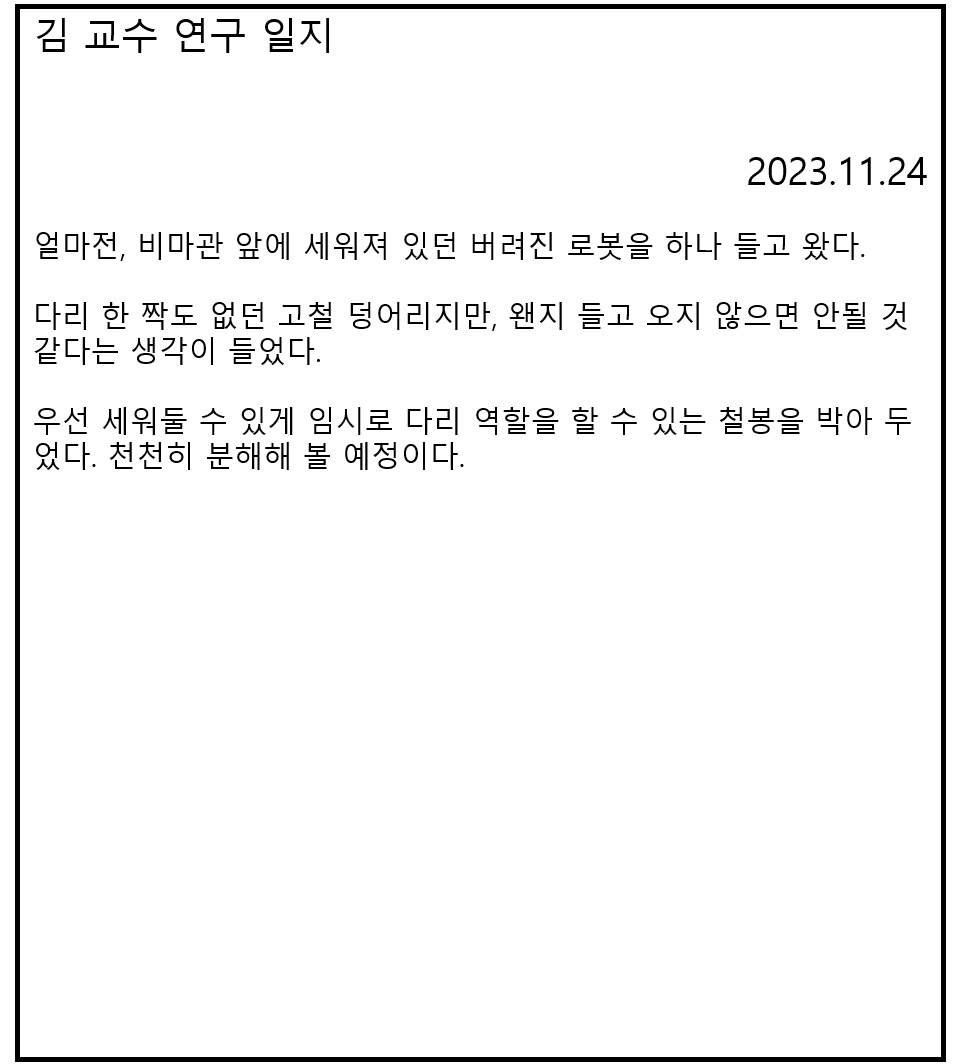 김 교수 연구 일지
2023.11.24
얼마전, 비마관 앞에 세워져 있던 버려진 로봇을 하나 들고 왔다.
다리 한 짝도 없던 고철 덩어리지만, 왠지 들고 오지 않으면 안될 것
같다는 생각이 들었다.
우선 세워둘 수 있게 임시로 다리 역할을 할 수 있는 철봉을 박아 두
었다. 천천히 분해해 볼 예정이다.